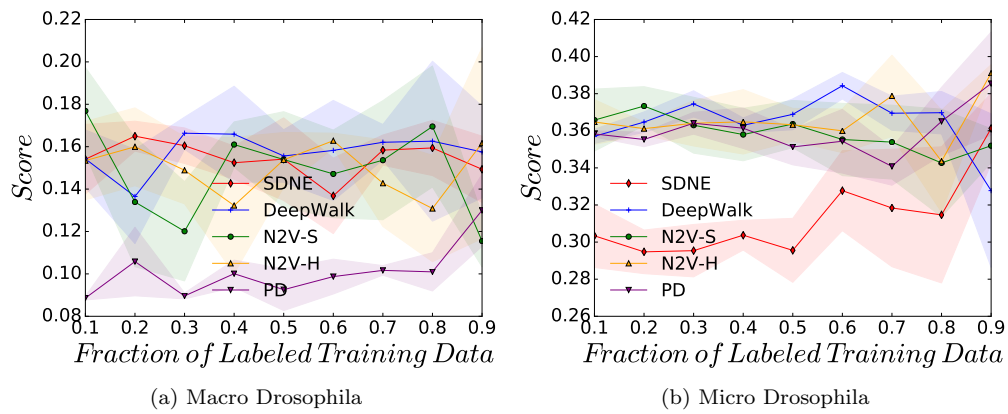 0.22
0.20
0.18
0.16
0.14
0.12
0.10
0.08
Score
SDNE
DeepWalk
N2V-S
N2V-H
PD
0.1 0.2 0.3 0.4 0.5 0.6 0.7 0.8 0.9
Fraction of Labeled Training Data
(a) Macro Drosophila
0.42
0.40
0.38
0.36
0.34
0.32
0.30
0.28
0.26
Score
SDNE
DeepWalk
N2V-S
N2V-H
PD
0.1 0.2 0.3 0.4 0.5 0.6 0.7 0.8 0.9
Fraction of Labeled Training Data
(b) Micro Drosophila